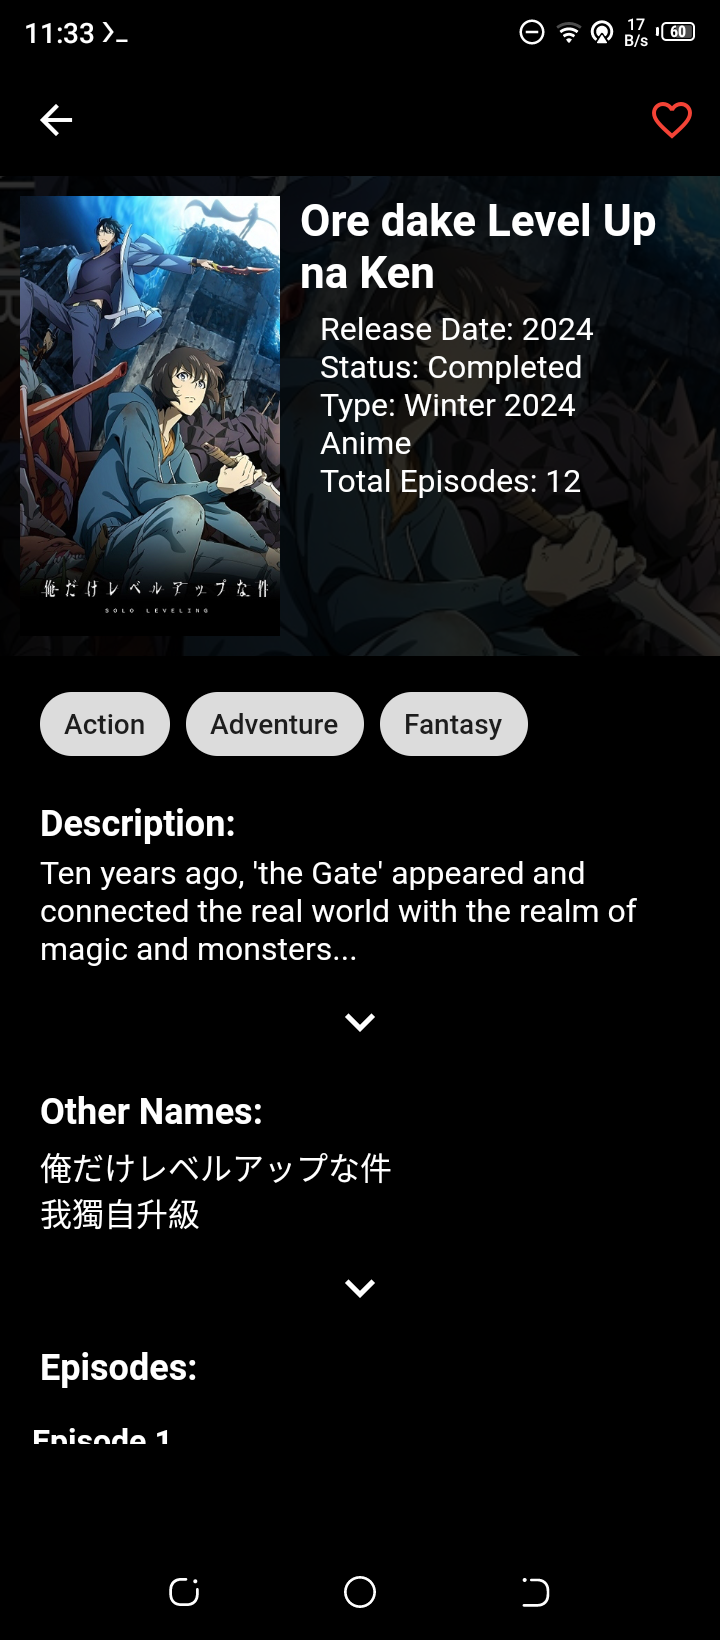 11:33
17
B/s
60
Ore dake Level Up
na Ken
Release Date: 2024
Status: Completed
Type: Winter 2024
Anime
Total Episodes: 12
俺だけレベルアップな件
SOLO LEVELING
Action
Adventure
Fantasy
Description:
Ten years ago, 'the Gate' appeared and
connected the real world with the realm of
magic and monsters...
Other Names:
俺だけレベルアップな件
我獨自升級
Episodes:
Episode 1